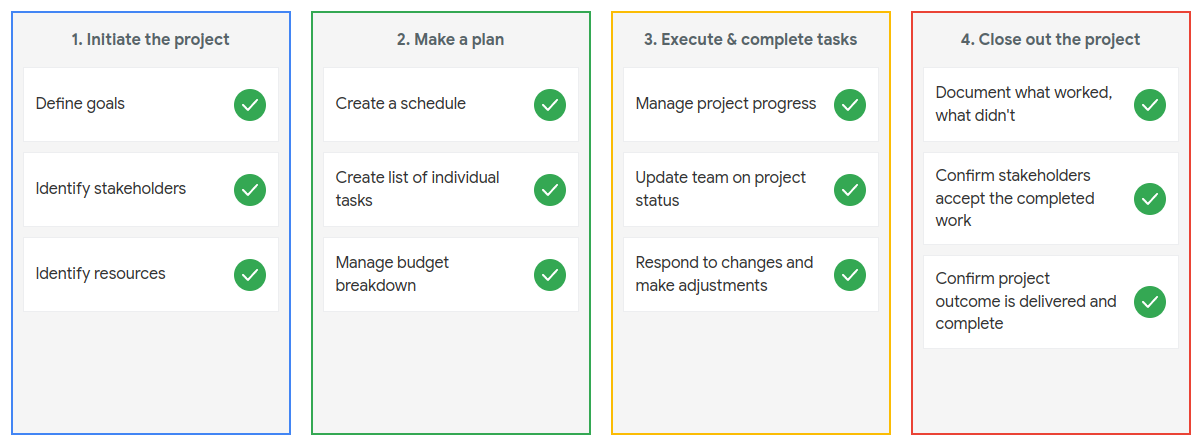 1. Initiate the project
Define goals
Identify stakeholders
Identify resources
2. Make a plan
Create a schedule
Create list of individual
tasks
Manage budget
breakdown
3. Execute & complete tasks
Manage project progress
Update team on project
status
Respond to changes and
make adjustments
4. Close out the project
Document what worked,
what didn't
Confirm stakeholders
accept the completed
work
Confirm project
outcome is delivered and
complete